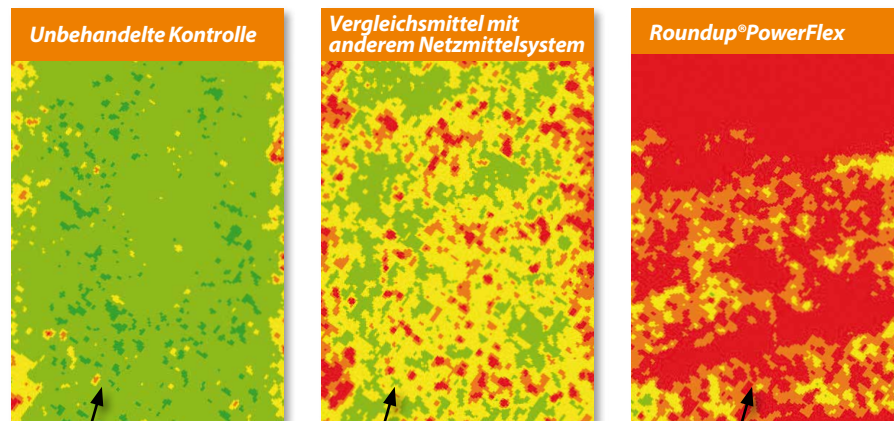 Unbehandelte Kontrolle
Vergleichsmittel mit
anderem Netzmittelsystem
Roundup®PowerFlex